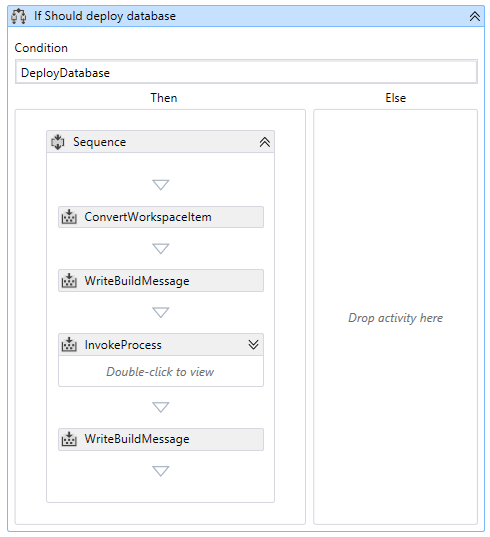 If Should deploy database
Condition
DeployDatabase
Then
Else
Sequence
ConvertWorkspaceItem
WriteBuildMessage
InvokeProcess
Double-click to view
WriteBuildMessage
Drop activity here